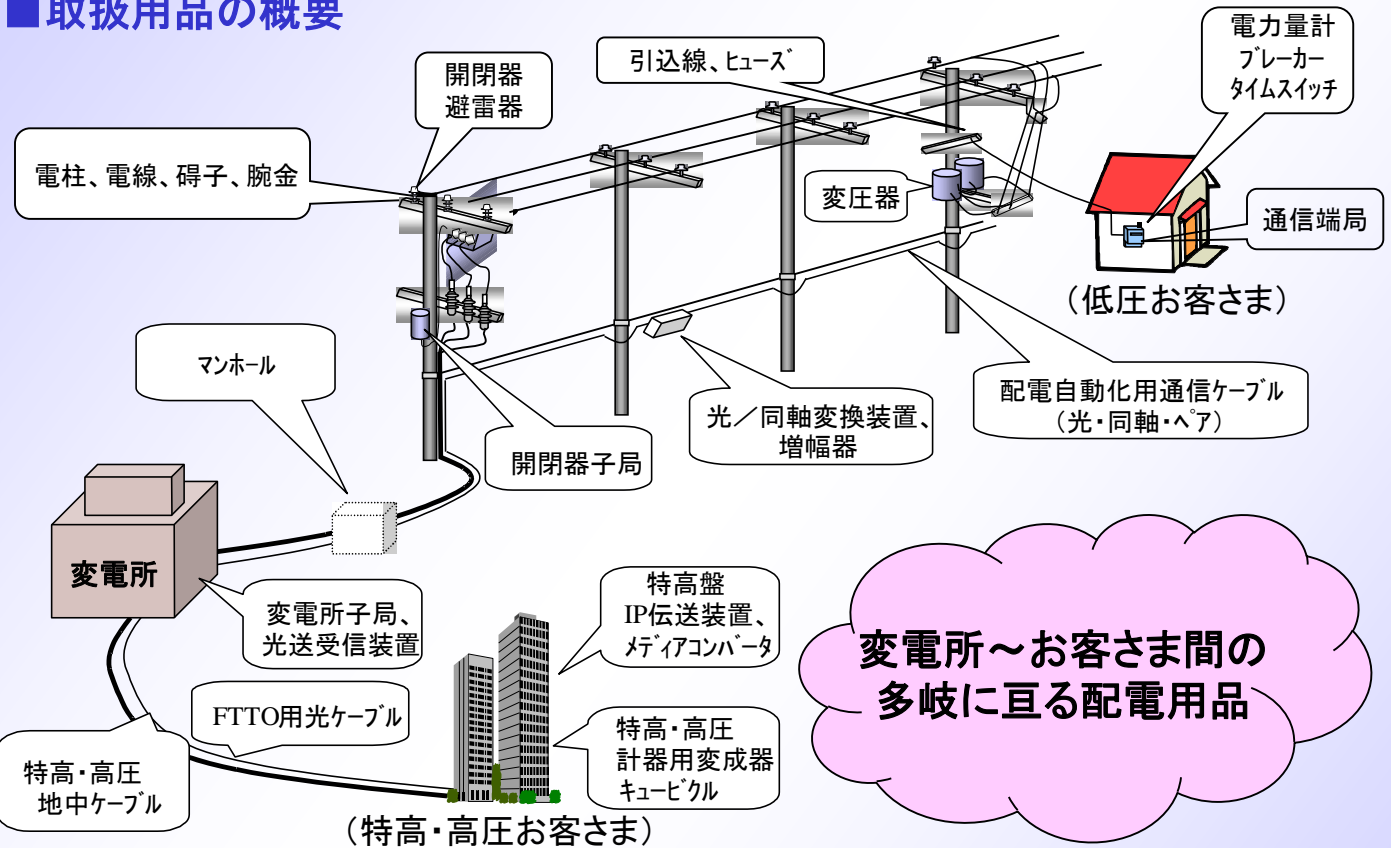 ■取扱用品の概要
開閉器
避雷器
引込線、ヒューズ
電力量計
ブレーカー
タイムスイッチ
電柱、電線、碍子、腕金
変圧器
通信端局
(低圧お客さま)
マンホール
配電自動化用通信ケーブル
(光・同軸・ペア)
光/同軸変換装置、
増幅器
開閉器子局
変電所
変電所子局、
光送受信装置
特高盤
IP伝送装置、
メディアコンバータ
変電所~お客さま間の
多岐に亘る配電用品
FTTO用光ケーブル
特高・高圧
計器用変成器
キュービクル
特高・高圧
地中ケーブル
(特高・高圧お客さま)